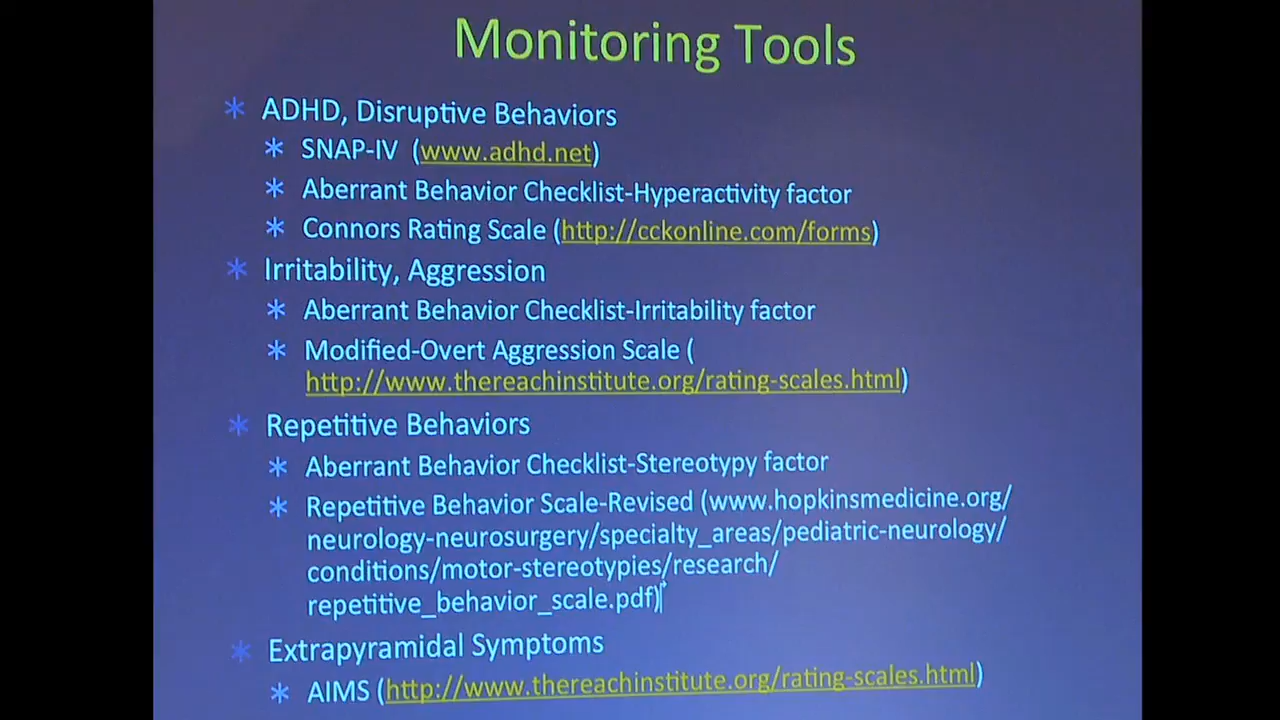 Monitoring Tools
ADHD, Disruptive Behaviors
SNAP-IV (www.adhd.net)
Aberrant Behavior Checklist-Hyperactivity factor
Connors Rating Scale (http://cckonline.com/forms)
Irritability, Aggression
Aberrant Behavior Checklist-Irritability factor
Modified-Overt Aggression Scale (
http://www.thereachinstitute.org/rating-scales.html)
Repetitive Behaviors
Aberrant Behavior Checklist-Stereotypy factor
Repetitive Behavior Scale-Revised (www.hopkinsmedicine.org/
neurology-neurosurgery/specialty_areas/pediatric-neurology/
conditions/motor-stereotypies/research/
repetitive_behavior_scale.pdf)
Extrapyramidal Symptoms
AIMS (http://www.thereachinstitute.org/rating-scales.html)